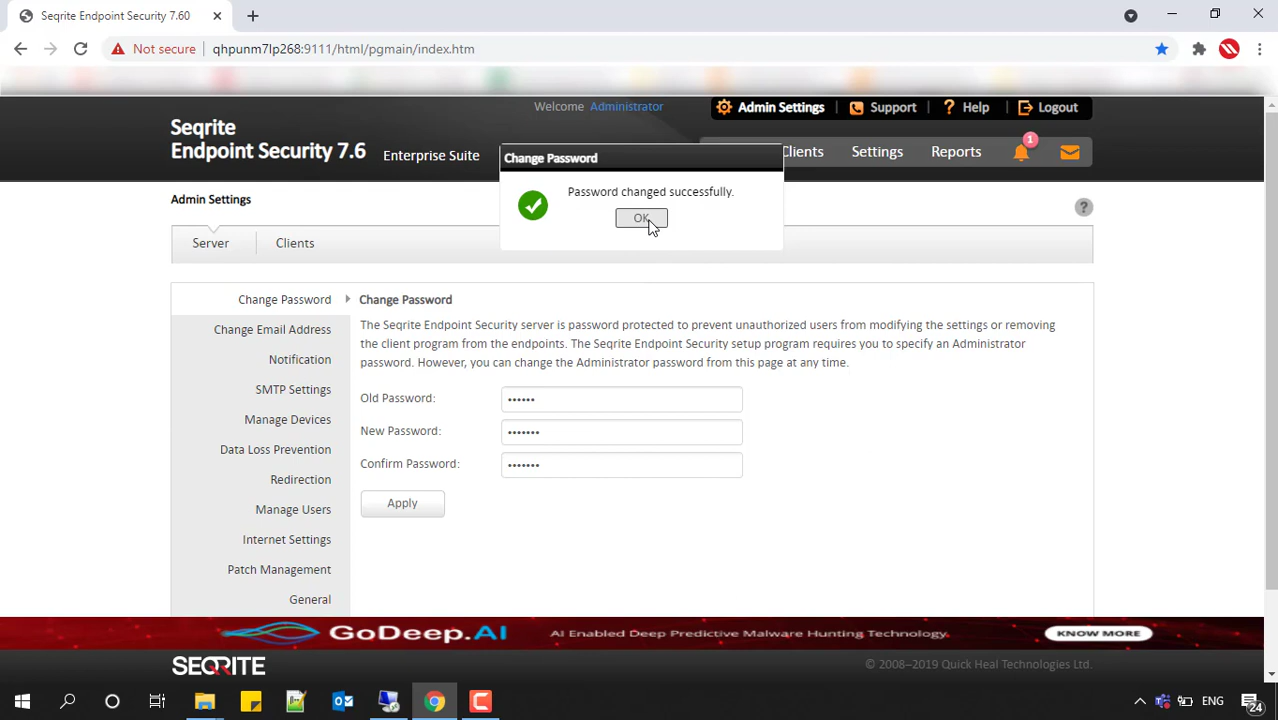 Seqrite Endpoint Security 7.60
Not secure
qhpunm7lp268:9111/html/pgmain/index.htm
Welcome Administrator
Admin Settings
Support
Help
Logout
Seqrite
Endpoint Security 7.6 Enterprise Suite
Clients
Settings
Reports
1
Change Password
Password changed successfully.
OK
Admin Settings
?
Server
Clients
Change Password
Change Email Address
Notification
SMTP Settings
Manage Devices
Data Loss Prevention
Redirection
Manage Users
Internet Settings
Patch Management
General
Change Password
The Seqrite Endpoint Security server is password protected to prevent unauthorized users from modifying the settings or removing
the client program from the endpoints. The Seqrite Endpoint Security setup program requires you to specify an Administrator
password. However, you can change the Administrator password from this page at any time.
Old Password: ••••••
New Password: •••••••
Confirm Password: •••••••
Apply
GoDeep.AI
AI Enabled Deep Predictive Malware Hunting Technology.
KNOW MORE
SEQRITE
© 2008–2019 Quick Heal Technologies Ltd.
ENG
24